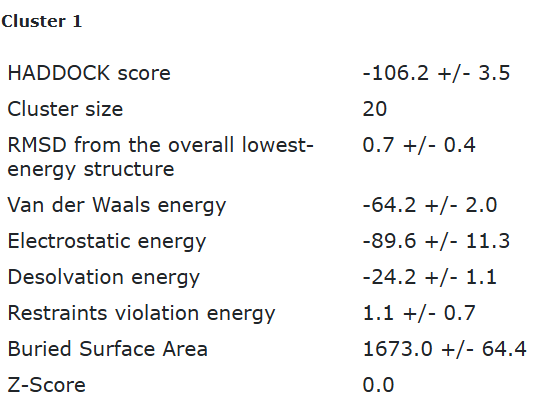 Cluster 1
HADDOCK score -106.2 +/- 3.5
Cluster size 20
RMSD from the overall lowest- 0.7 +/- 0.4
energy structure
Van der Waals energy -64.2 +/- 2.0
Electrostatic energy -89.6 +/- 11.3
Desolvation energy -24.2 +/- 1.1
Restraints violation energy 1.1 +/- 0.7
Buried Surface Area 1673.0 +/- 64.4
Z-Score 0.0